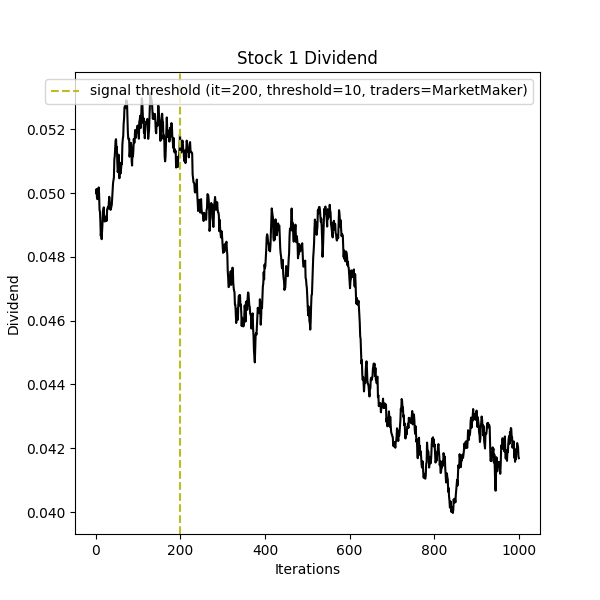 Stock 1 Dividend
signal threshold (it=200, threshold=10, traders=MarketMaker)
0.052
0.050
0.048
0.046
0.044
0.042
0.040
Dividend
0 200 400 600 800 1000
Iterations